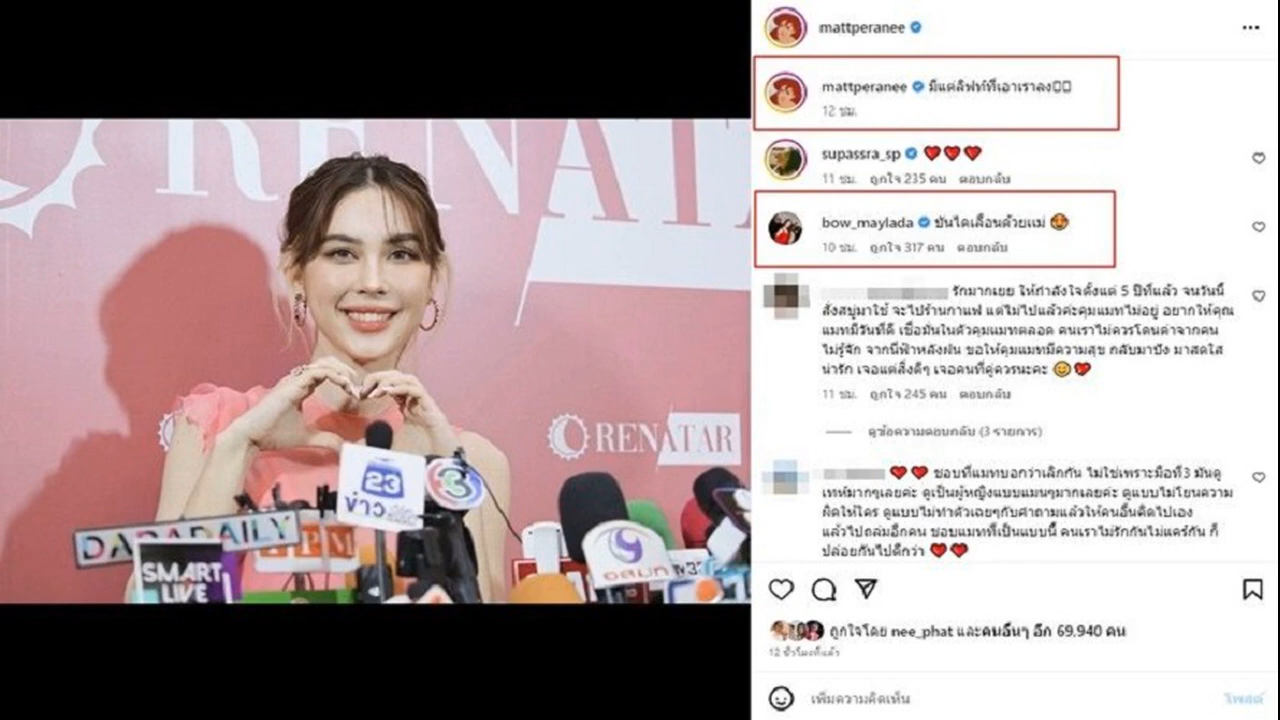 RENATAR
RENATAR
23
ข่าว
3
DARADAILY
SMART
LIVE
mattperanee
mattperanee มีแต่ลิฟท์ที่เอาเราลง
12 ชม.
supassra_sp ❤️❤️❤️
11 ชม. ถูกใจ 235 คน ตอบกลับ
bow_maylada บันไดเลื่อนด้วยแม่ 🤩
10 ชม. ถูกใจ 317 คน ตอบกลับ
รักมากเยย ให้กำลังใจตั้งแต่ 5 ปีที่แล้ว จนวันนี้
สั่งสบู่มาใช้ จะไปร้านกาแฟ แต่ไม่ไปแล้วค่ะคุณแมทไม่อยู่ อยากให้คุณ
แมทมีวันที่ดี เชื่อมั่นในตัวคุณแมทตลอด คนเราไม่ควรโดนด่าจากคน
ไม่รู้จัก จากนี้ฟ้าหลังฝน ขอให้คุณแมทมีความสุข กลับมาปัง มาสดใส
น่ารัก เจอแต่สิ่งดีๆ เจอคนที่คู่ควรนะคะ 😊❤️
11 ชม. ถูกใจ 245 คน ตอบกลับ
ดูข้อความตอบกลับ (3 รายการ)
❤️❤️ ชอบที่แมทบอกว่าเลิกกัน ไม่ใช่เพราะมือที่3 มันดู
เท่ห์มากๆเลยค่ะ ดูเป็นผู้หญิงแบบแมนๆมากเลยค่ะ ดูแบบไม่โยนความ
ผิดให้ใคร ดูแบบไม่ทำตัวเฉยๆกับคำถามแล้วให้คนอื่นคิดไปเอง
แล้วไปถล่มอีกคน ชอบแมทที่เป็นแบบนี้ คนเราไม่รักกันไม่แคร์กัน ก็
ปล่อยกันไปดีกว่า ❤️❤️
ถูกใจโดย nee_phat และคนอื่นๆ อีก 69,940 คน
12 ชั่วโมงที่แล้ว
เพิ่มความคิดเห็น
โพสต์